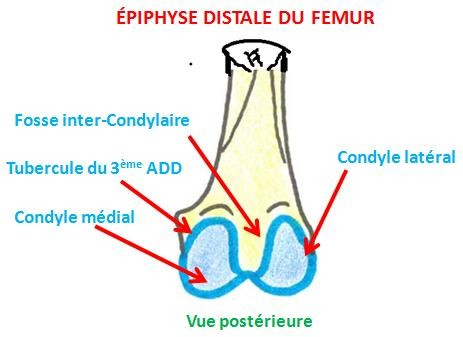 ÉPIPHYSE DISTALE DU FEMUR
Fosse inter-Condylaire
Condyle latéral
Tubercule du 3ème ADD
Condyle médial
Vue postérieure